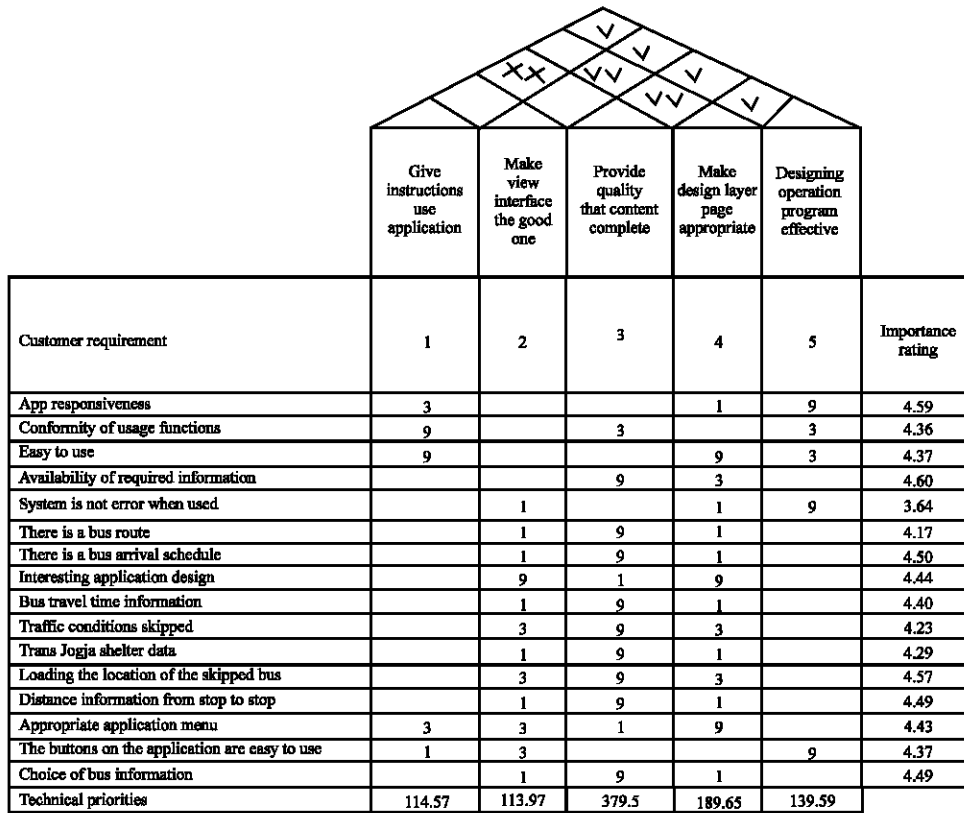 Give instructions use application
Make view interface the good one
Provide quality that content complete
Make design layer page appropriate
Designing operation program effective
Customer requirement 1 2 3 4 5 Importance rating
App responsiveness 3 1 9 4.59
Conformity of usage functions 9 3 3 4.36
Easy to use 9 9 3 4.37
Availability of required information 9 3 4.60
System is not error when used 1 1 9 3.64
There is a bus route 1 9 1 4.17
There is a bus arrival schedule 1 9 1 4.50
Interesting application design 9 1 9 4.44
Bus travel time information 1 9 1 4.40
Traffic conditions skipped 3 9 3 4.23
Trans Jogja shelter data 1 9 1 4.29
Loading the location of the skipped bus 3 9 3 4.57
Distance information from stop to stop 1 9 1 4.49
Appropriate application menu 3 3 1 9 4.43
The buttons on the application are easy to use 1 3 9 4.37
Choice of bus information 1 9 1 4.49
Technical priorities 114.57 113.97 379.5 189.65 139.59